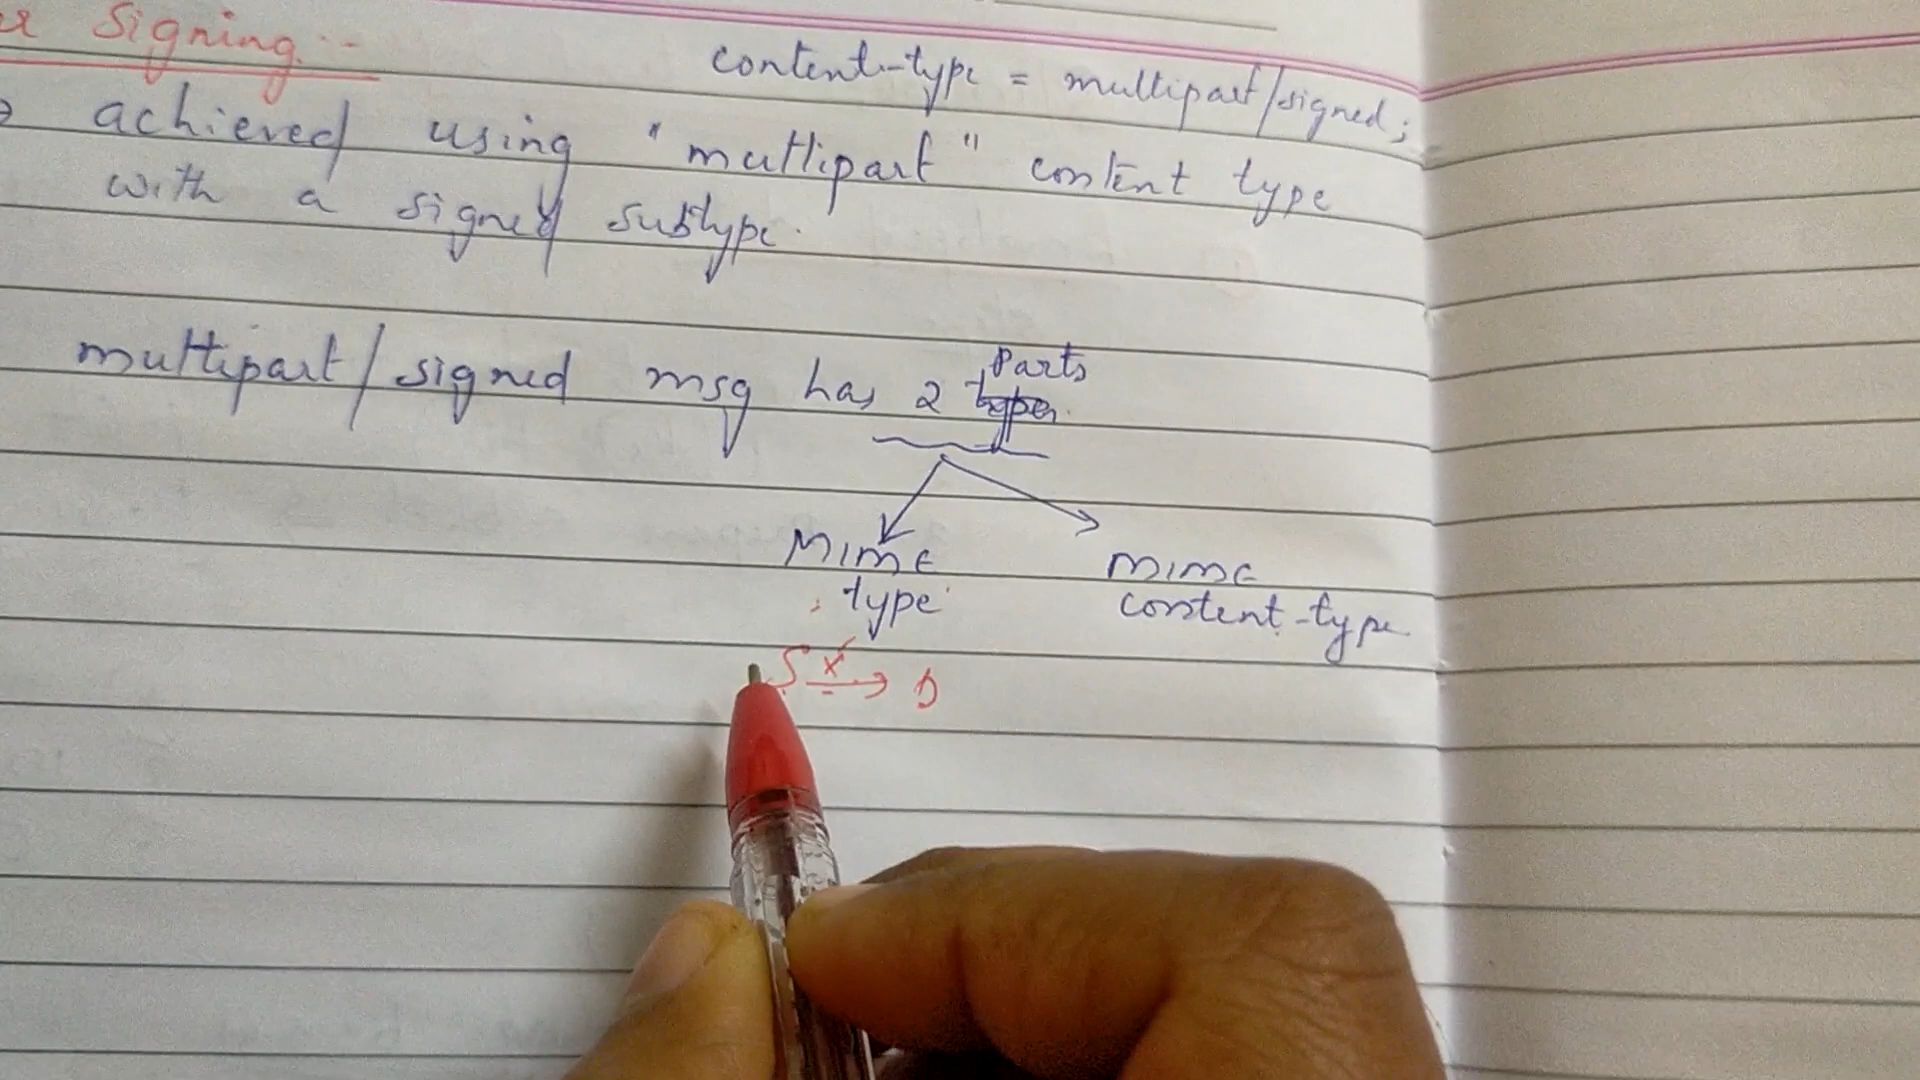 Signing :-
content-type = multipart/signed;
achieved using "multipart" content type
with a signed subtype.
Parts
multipart/signed msg has 2
MIME
type
MIME
content-type
S x → D